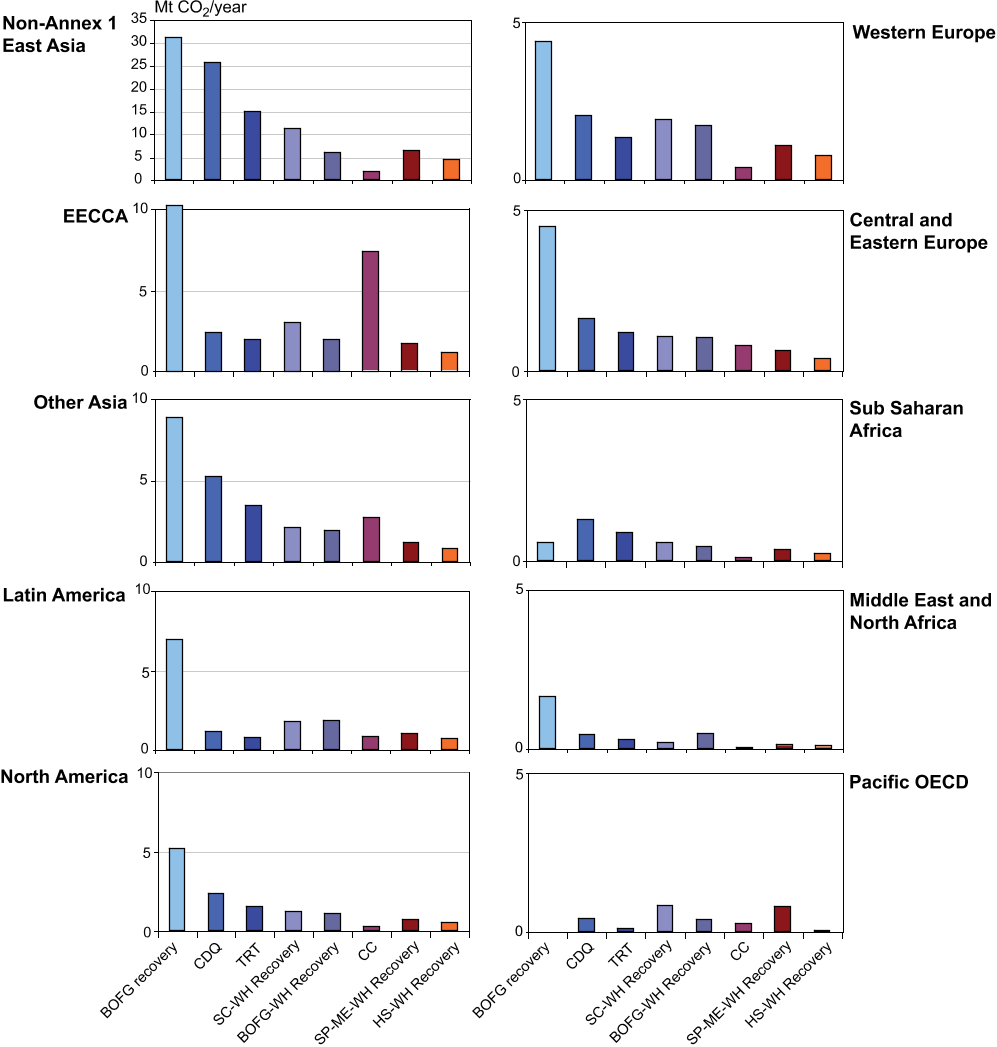 Mt CO2/year
Non-Annex 1
East Asia
35
30
25
20
15
10
5
0
Western Europe
5
0
EECCA
10
5
0
Central and
Eastern Europe
5
0
Other Asia
10
5
0
Sub Saharan
Africa
5
0
Latin America
10
5
0
Middle East and
North Africa
5
0
North America
10
5
0
Pacific OECD
5
0
BOFG recovery
CDQ
TRT
SC-WH Recovery
BOFG-WH Recovery
CC
SP-ME-WH Recovery
HS-WH Recovery
BOFG recovery
CDQ
TRT
SC-WH Recovery
BOFG-WH Recovery
CC
SP-ME-WH Recovery
HS-WH Recovery